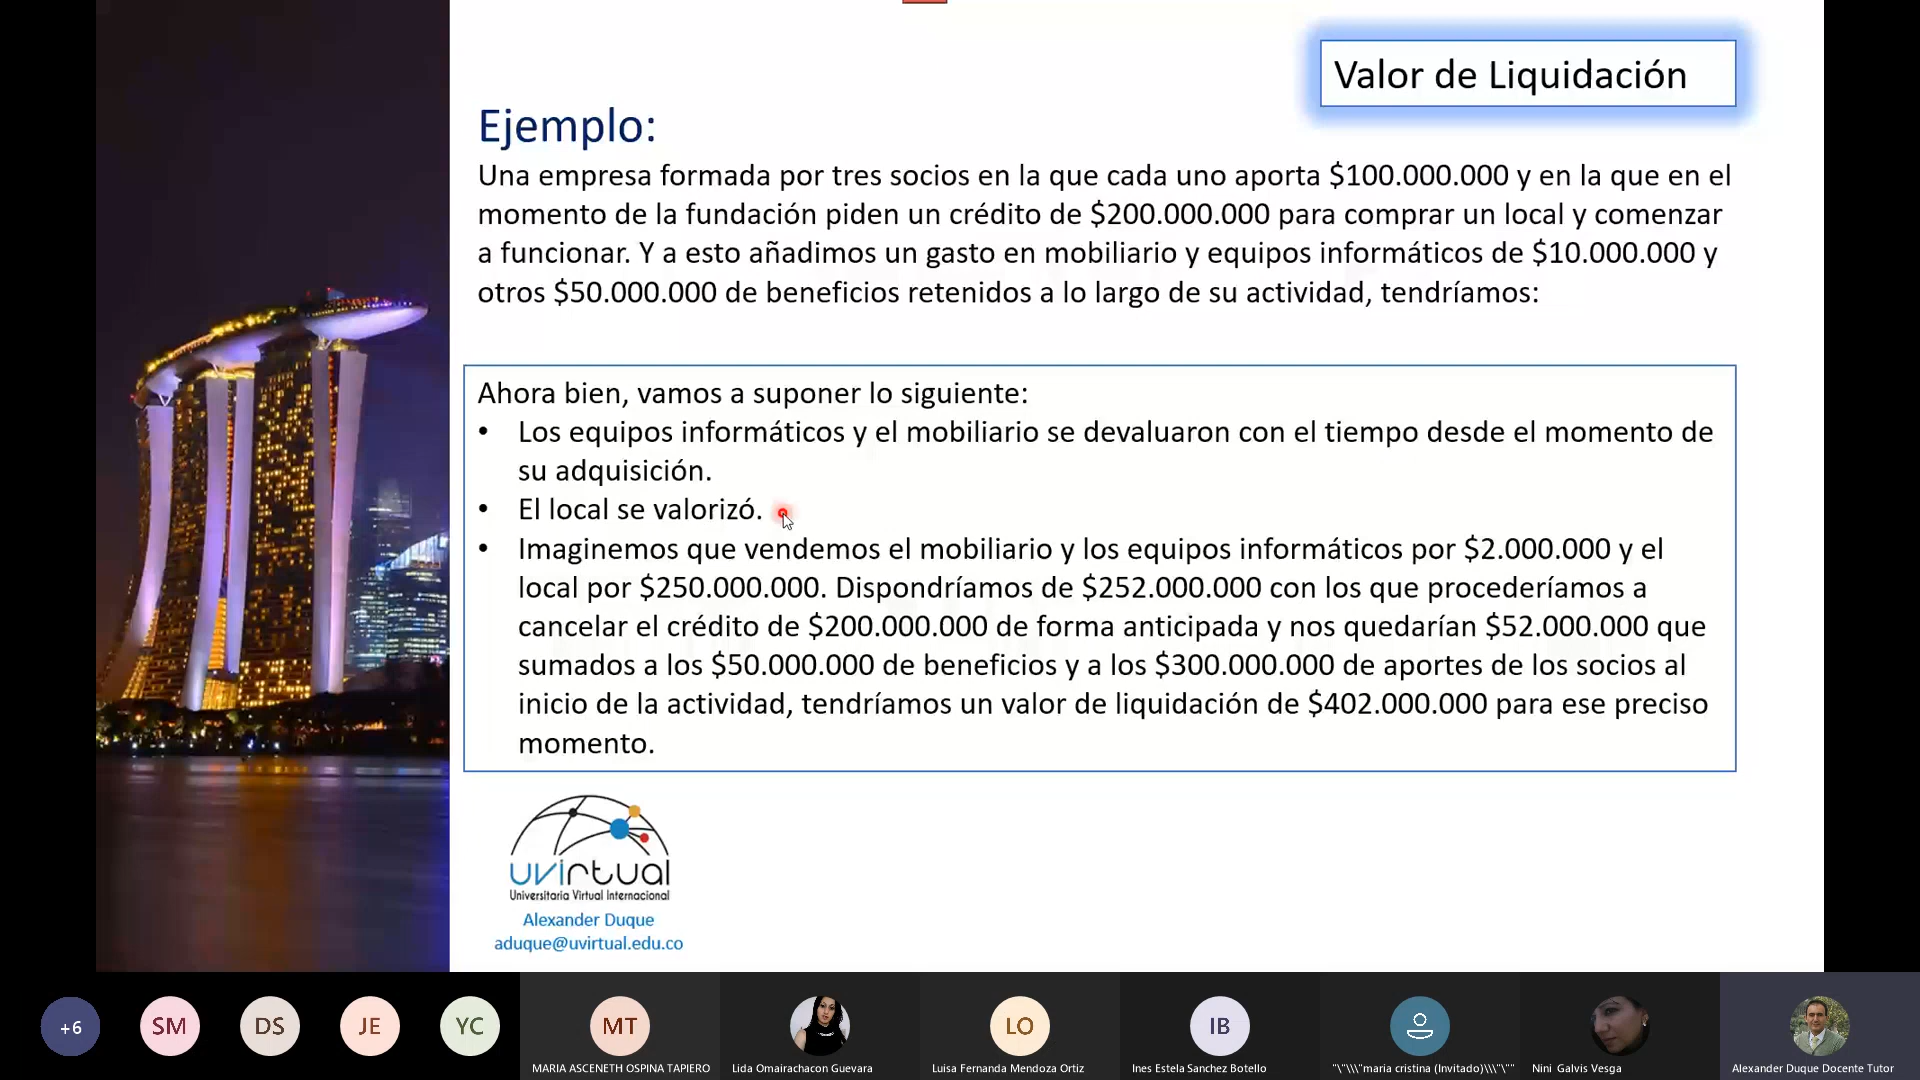 Valor de Liquidación
Ejemplo:
Una empresa formada por tres socios en la que cada uno aporta $100.000.000 y en la que en el
momento de la fundación piden un crédito de $200.000.000 para comprar un local y comenzar
a funcionar. Y a esto añadimos un gasto en mobiliario y equipos informáticos de $10.000.000 y
otros $50.000.000 de beneficios retenidos a lo largo de su actividad, tendríamos:
Ahora bien, vamos a suponer lo siguiente:
• Los equipos informáticos y el mobiliario se devaluaron con el tiempo desde el momento de
su adquisición.
• El local se valorizó.
• Imaginemos que vendemos el mobiliario y los equipos informáticos por $2.000.000 y el
local por $250.000.000. Dispondríamos de $252.000.000 con los que procederíamos a
cancelar el crédito de $200.000.000 de forma anticipada y nos quedarían $52.000.000 que
sumados a los $50.000.000 de beneficios y a los $300.000.000 de aportes de los socios al
inicio de la actividad, tendríamos un valor de liquidación de $402.000.000 para ese preciso
momento.
uvirtual
Universitaria Virtual Internacional
Alexander Duque
aduque@uvirtual.edu.co
+6
SM
DS
JE
YC
MT
LO
IB
MARIA ASCENETH OSPINA TAPIERO
Lida Omairachacon Guevara
Luisa Fernanda Mendoza Ortiz
Ines Estela Sanchez Botello
"\"\\\"maria cristina (Invitado)\\\"\""
Nini Galvis Vesga
Alexander Duque Docente Tutor